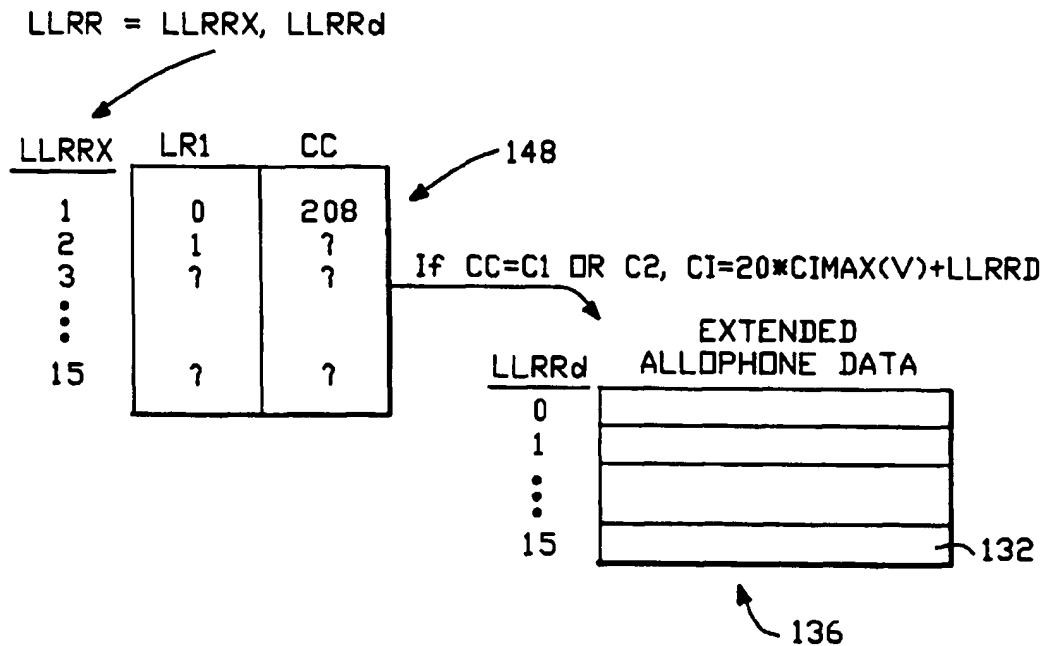 LLRR = LLRRX, LLRRd
LLRRX LR1 CC
148
1 0 208
2 1 ?
3 ? ?
15 ? ?
If CC=C1 OR C2, CI=20*CIMAX(V)+LLRRD
EXTENDED
LLRRd ALLOPHONE DATA
0
1
15
132
136